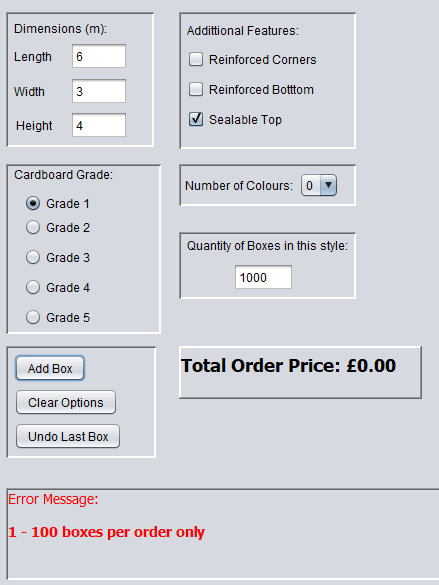 Dimensions (m):
Length 6
Width 3
Height 4
Additional Features:
Reinforced Corners
Reinforced Botttom
Sealable Top
Cardboard Grade:
Grade 1
Grade 2
Grade 3
Grade 4
Grade 5
Number of Colours: 0
Quantity of Boxes in this style:
1000
Add Box
Clear Options
Undo Last Box
Total Order Price: £0.00
Error Message:
1 - 100 boxes per order only